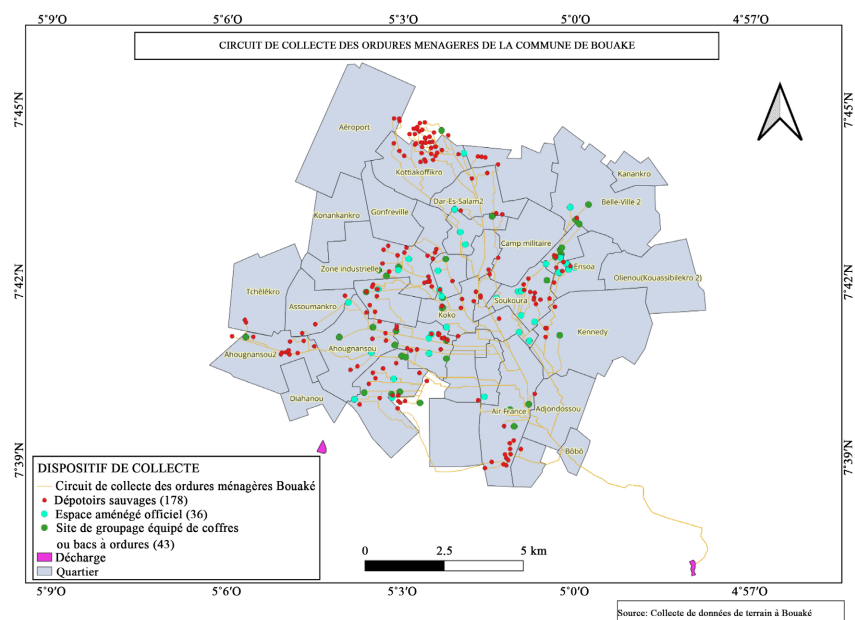 5°9'O 5°6'O 5°3'O 5°0'O 4°57'O
CIRCUIT DE COLLECTE DES ORDURES MENAGERES DE LA COMMUNE DE BOUAKE
7°45'N 7°45'N
Aéroport
Kottiakoffikro
Kanankro
Dar-Es-Salam2
Belle-Ville 2
Konankankro
Gonfreville
Camp militaire
Zone industrielle
Ensoa
7°42'N 7°42'N
Olienou(Kouassibilekro 2)
Tchêlêkro
Assoumankro
Soukoura
Koko
Kennedy
Ahougnansou
Ahougnansou2
Diahanou
Air France
Adjondossou
Bôbô
7°39'N 7°39'N
DISPOSITIF DE COLLECTE
Circuit de collecte des ordures ménagères Bouaké
Dépotoirs sauvages (178)
Espace aménégé officiel (36)
Site de groupage équipé de coffres
ou bacs à ordures (43)
Décharge
Quartier
0 2.5 5 km
5°9'O 5°6'O 5°3'O 5°0'O 4°57'O
Source: Collecte de données de terrain à Bouaké